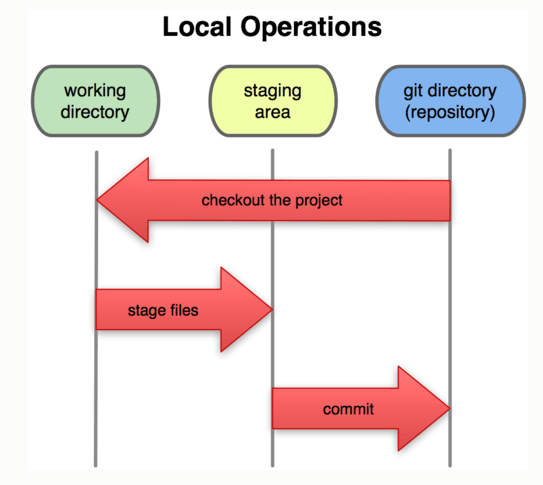 Local Operations
working
directory
staging
area
git directory
(repository)
checkout the project
stage files
commit